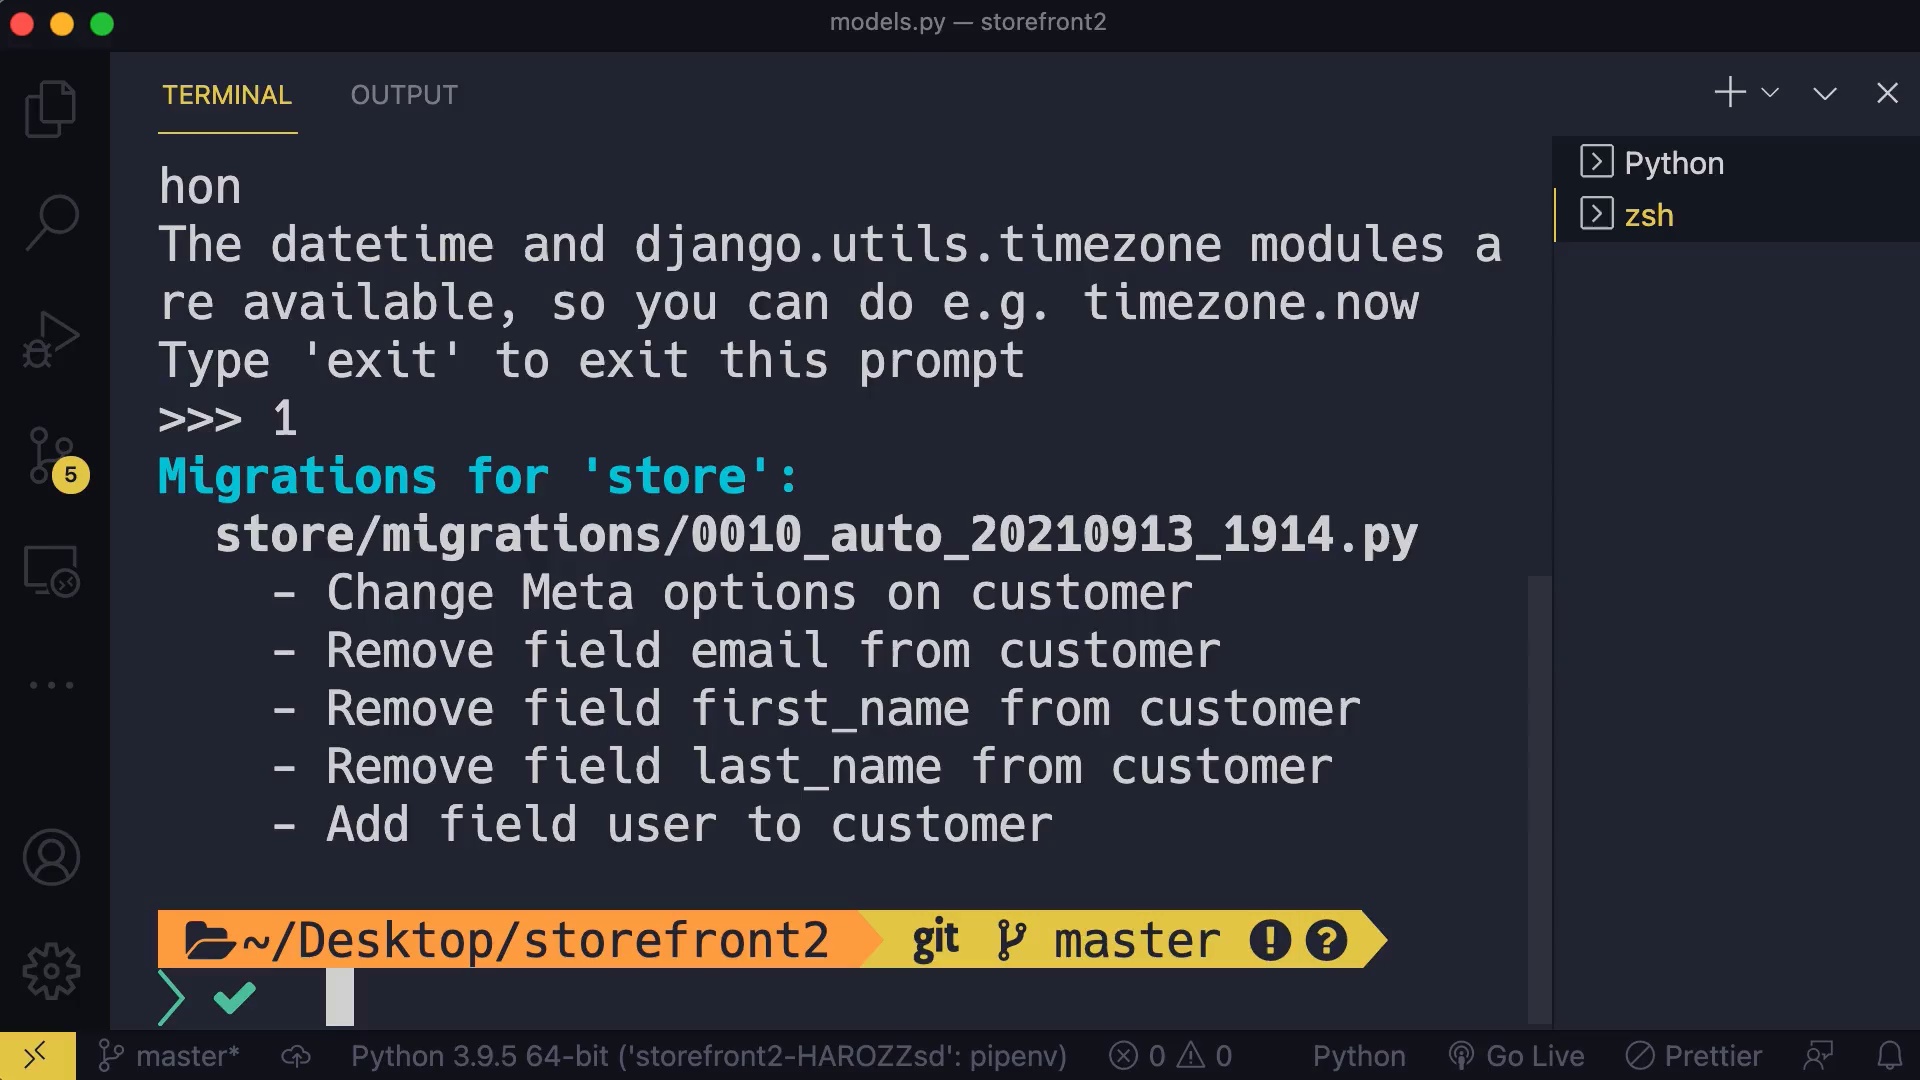 models.py — storefront2
TERMINAL OUTPUT
Python
zsh
hon
The datetime and django.utils.timezone modules a
re available, so you can do e.g. timezone.now
Type 'exit' to exit this prompt
>>> 1
Migrations for 'store':
store/migrations/0010_auto_20210913_1914.py
- Change Meta options on customer
- Remove field email from customer
- Remove field first_name from customer
- Remove field last_name from customer
- Add field user to customer
5
~/Desktop/storefront2 git master ! ?
master* Python 3.9.5 64-bit ('storefront2-HAROZZsd': pipenv) 0 0 Python Go Live Prettier